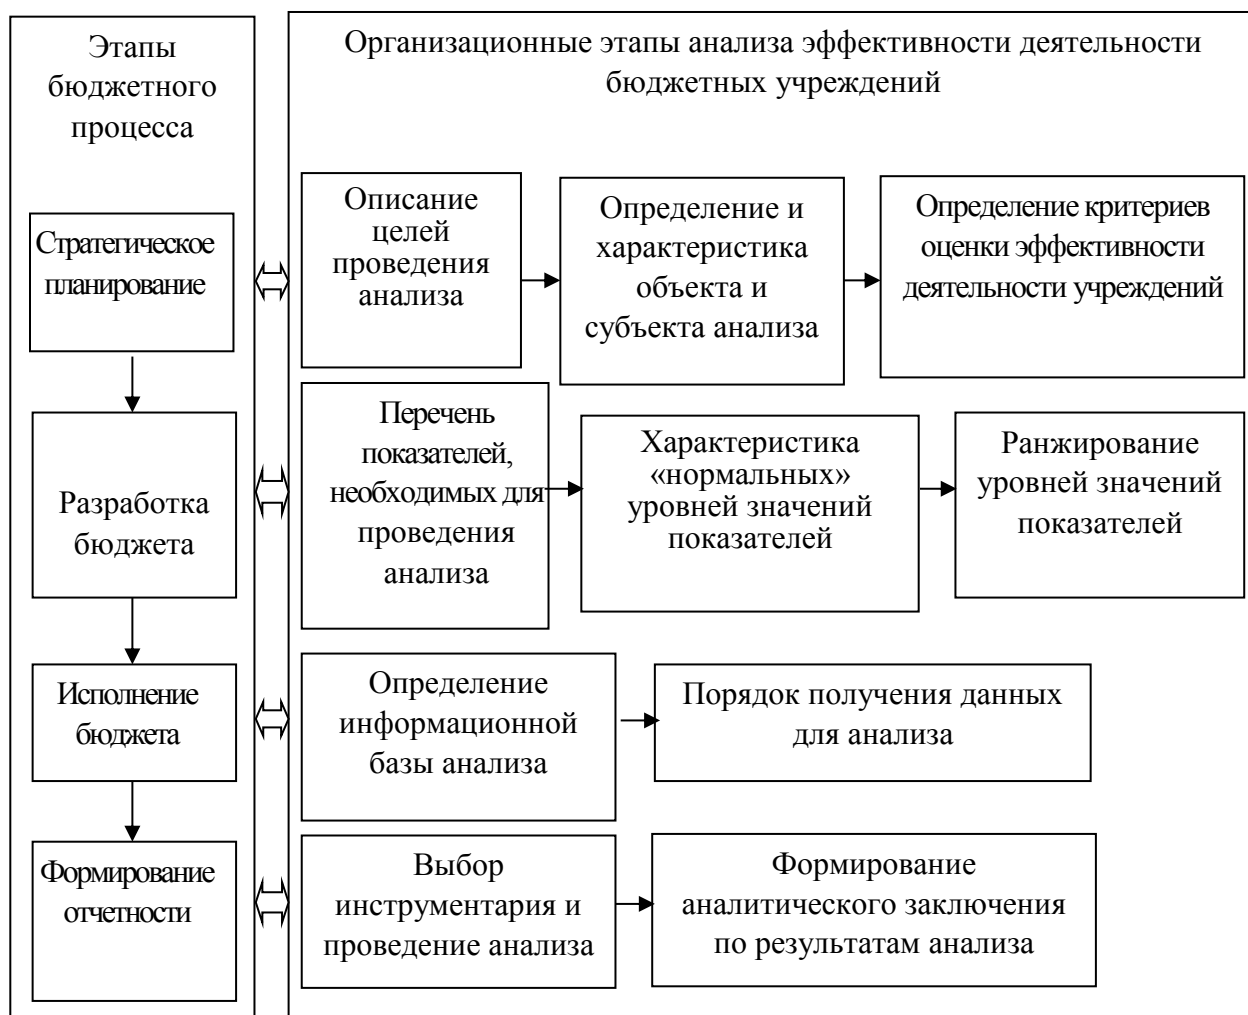 Этапы
бюджетного
процесса
Организационные этапы анализа эффективности деятельности
бюджетных учреждений
Стратегическое
планирование
Описание
целей
проведения
анализа
Определение и
характеристика
объекта и
субъекта анализа
Определение критериев
оценки эффективности
деятельности учреждений
Разработка
бюджета
Перечень
показателей,
необходимых для
проведения
анализа
Характеристика
«нормальных»
уровней значений
показателей
Ранжирование
уровней значений
показателей
Исполнение
бюджета
Определение
информационной
базы анализа
Порядок получения данных
для анализа
Формирование
отчетности
Выбор
инструментария и
проведение анализа
Формирование
аналитического заключения
по результатам анализа